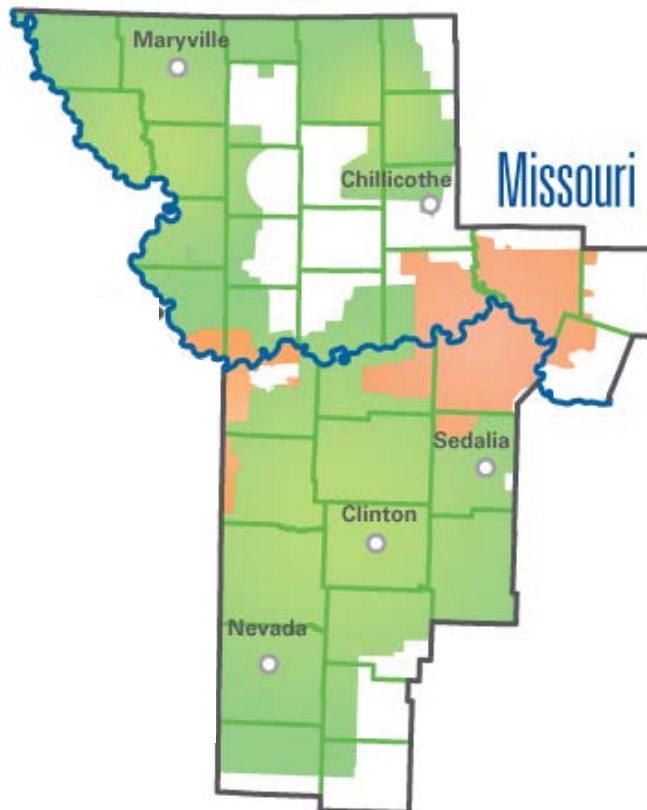 Maryville
Chillicothe
Missouri
Sedalia
Clinton
Nevada